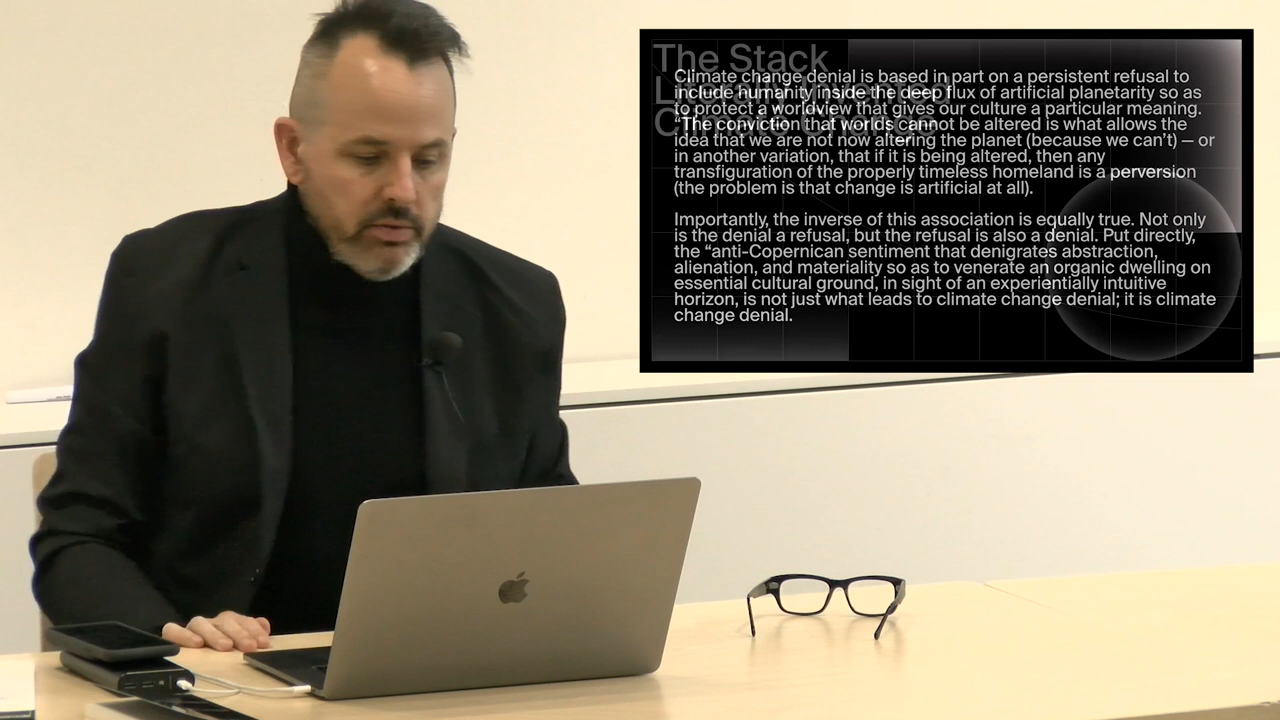 The Stack
Literally Invented
Climate Change
Climate change denial is based in part on a persistent refusal to
include humanity inside the deep flux of artificial planetarity so as
to protect a worldview that gives our culture a particular meaning.
“The conviction that worlds cannot be altered is what allows the
idea that we are not now altering the planet (because we can’t) — or
in another variation, that if it is being altered, then any
transfiguration of the properly timeless homeland is a perversion
(the problem is that change is artificial at all).
Importantly, the inverse of this association is equally true. Not only
is the denial a refusal, but the refusal is also a denial. Put directly,
the “anti-Copernican sentiment that denigrates abstraction,
alienation, and materiality so as to venerate an organic dwelling on
essential cultural ground, in sight of an experientially intuitive
horizon, is not just what leads to climate change denial; it is climate
change denial.